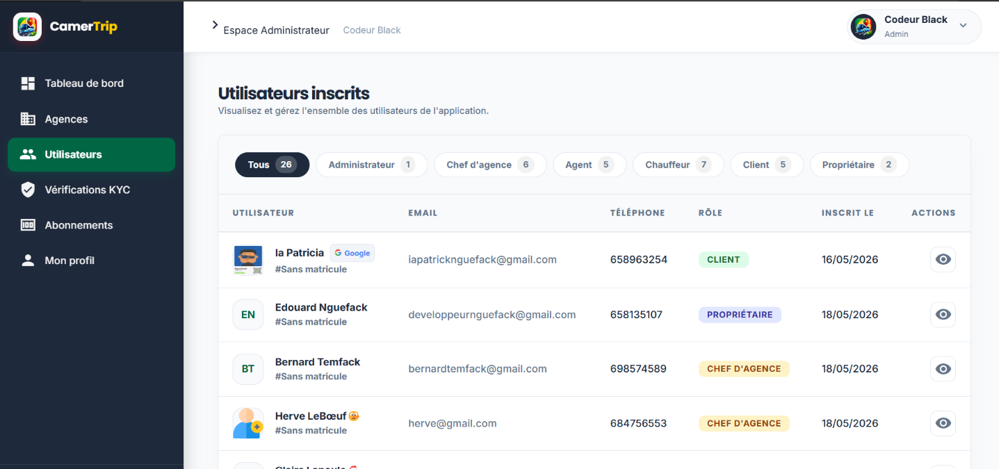 CamerTrip
Espace Administrateur Codeur Black
Codeur Black
Admin
Tableau de bord
Agences
Utilisateurs
Vérifications KYC
Abonnements
Mon profil
Utilisateurs inscrits
Visualisez et gérez l'ensemble des utilisateurs de l'application.
Tous 26 Administrateur 1 Chef d'agence 6 Agent 5 Chauffeur 7 Client 5 Propriétaire 2
UTILISATEUR EMAIL TÉLÉPHONE RÔLE INSCRIT LE ACTIONS
Ia Patricia Google
#Sans matricule
iapatricknguefack@gmail.com 658963254 CLIENT 16/05/2026
EN
Edouard Nguefack
#Sans matricule
developpeurnguefack@gmail.com 658135107 PROPRIÉTAIRE 18/05/2026
BT
Bernard Temfack
#Sans matricule
bernardtemfack@gmail.com 698574589 CHEF D'AGENCE 18/05/2026
Herve LeBœuf
#Sans matricule
herve@gmail.com 684756553 CHEF D'AGENCE 18/05/2026